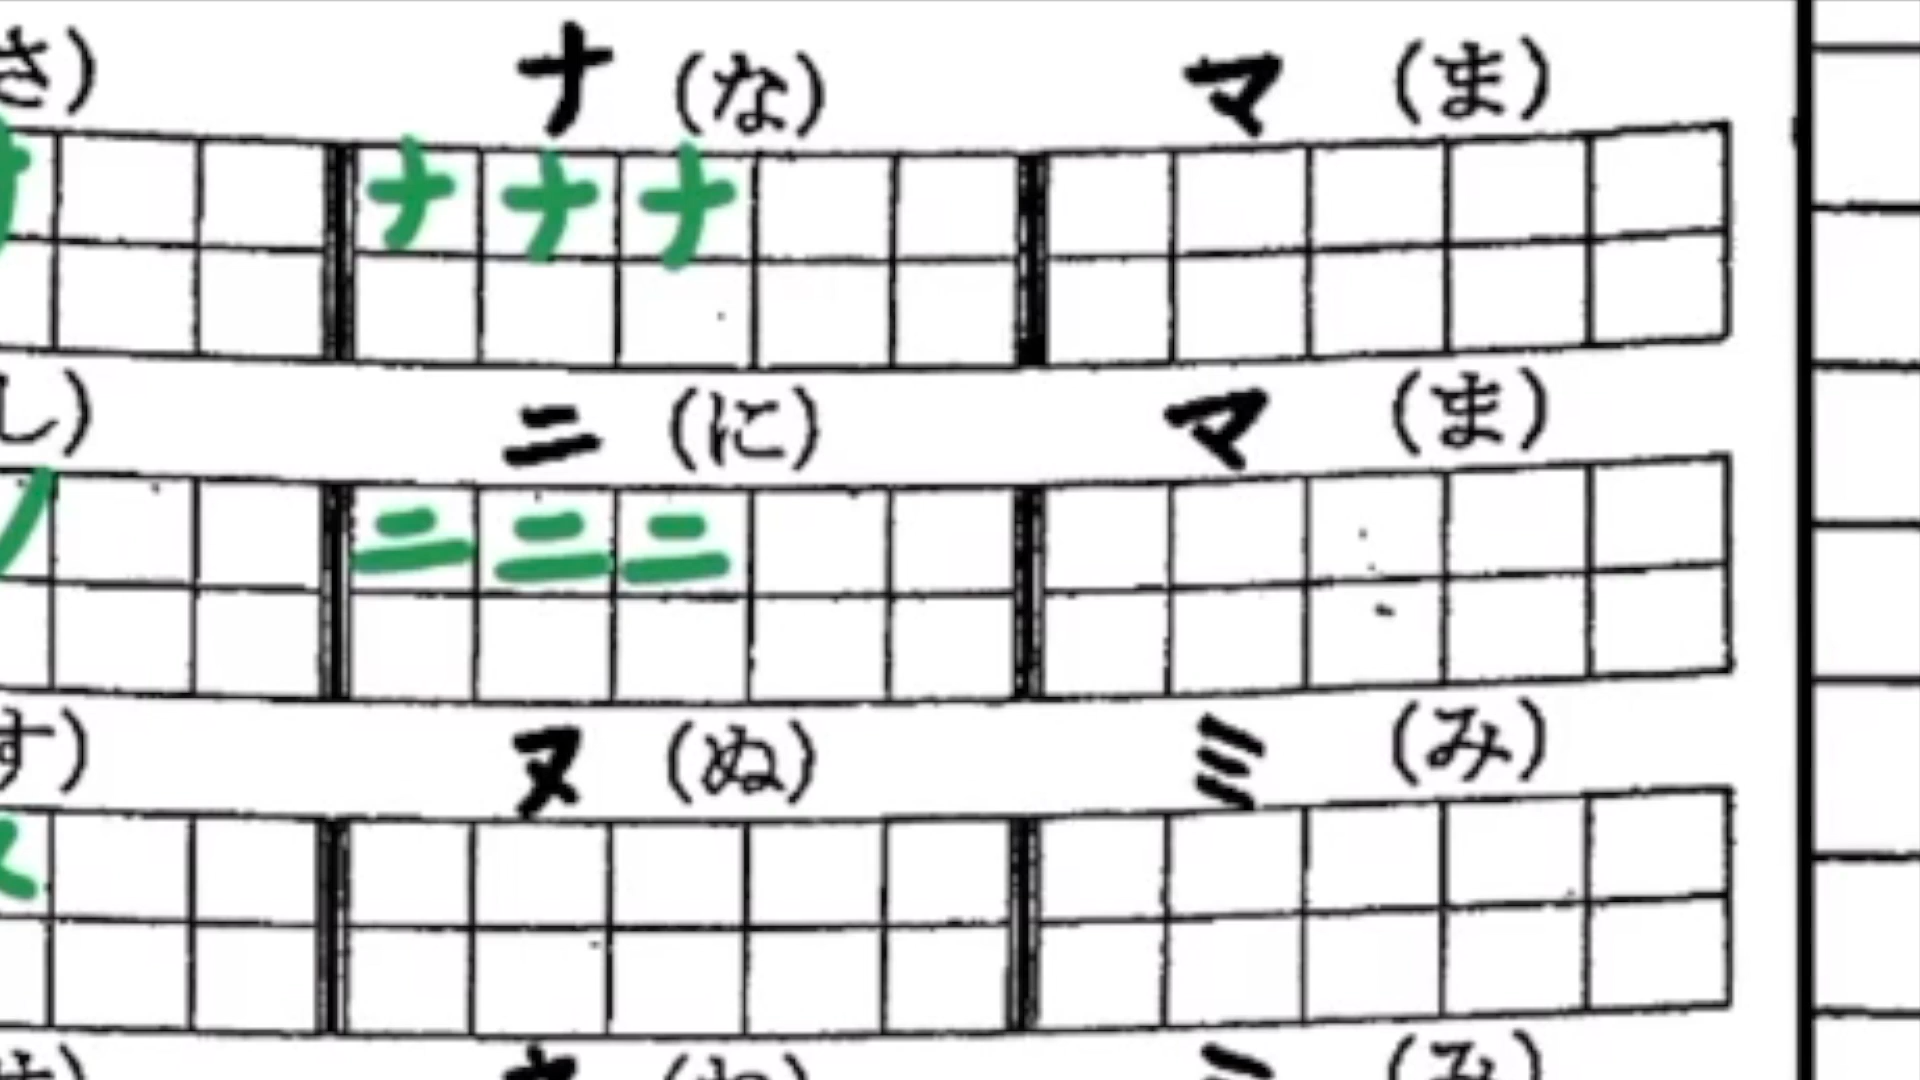 さ) ナ (な) マ (ま)
ナ ナ ナ
し) ニ (に) マ (ま)
ニ ニ ニ
す) ヌ (ぬ) ミ (み)